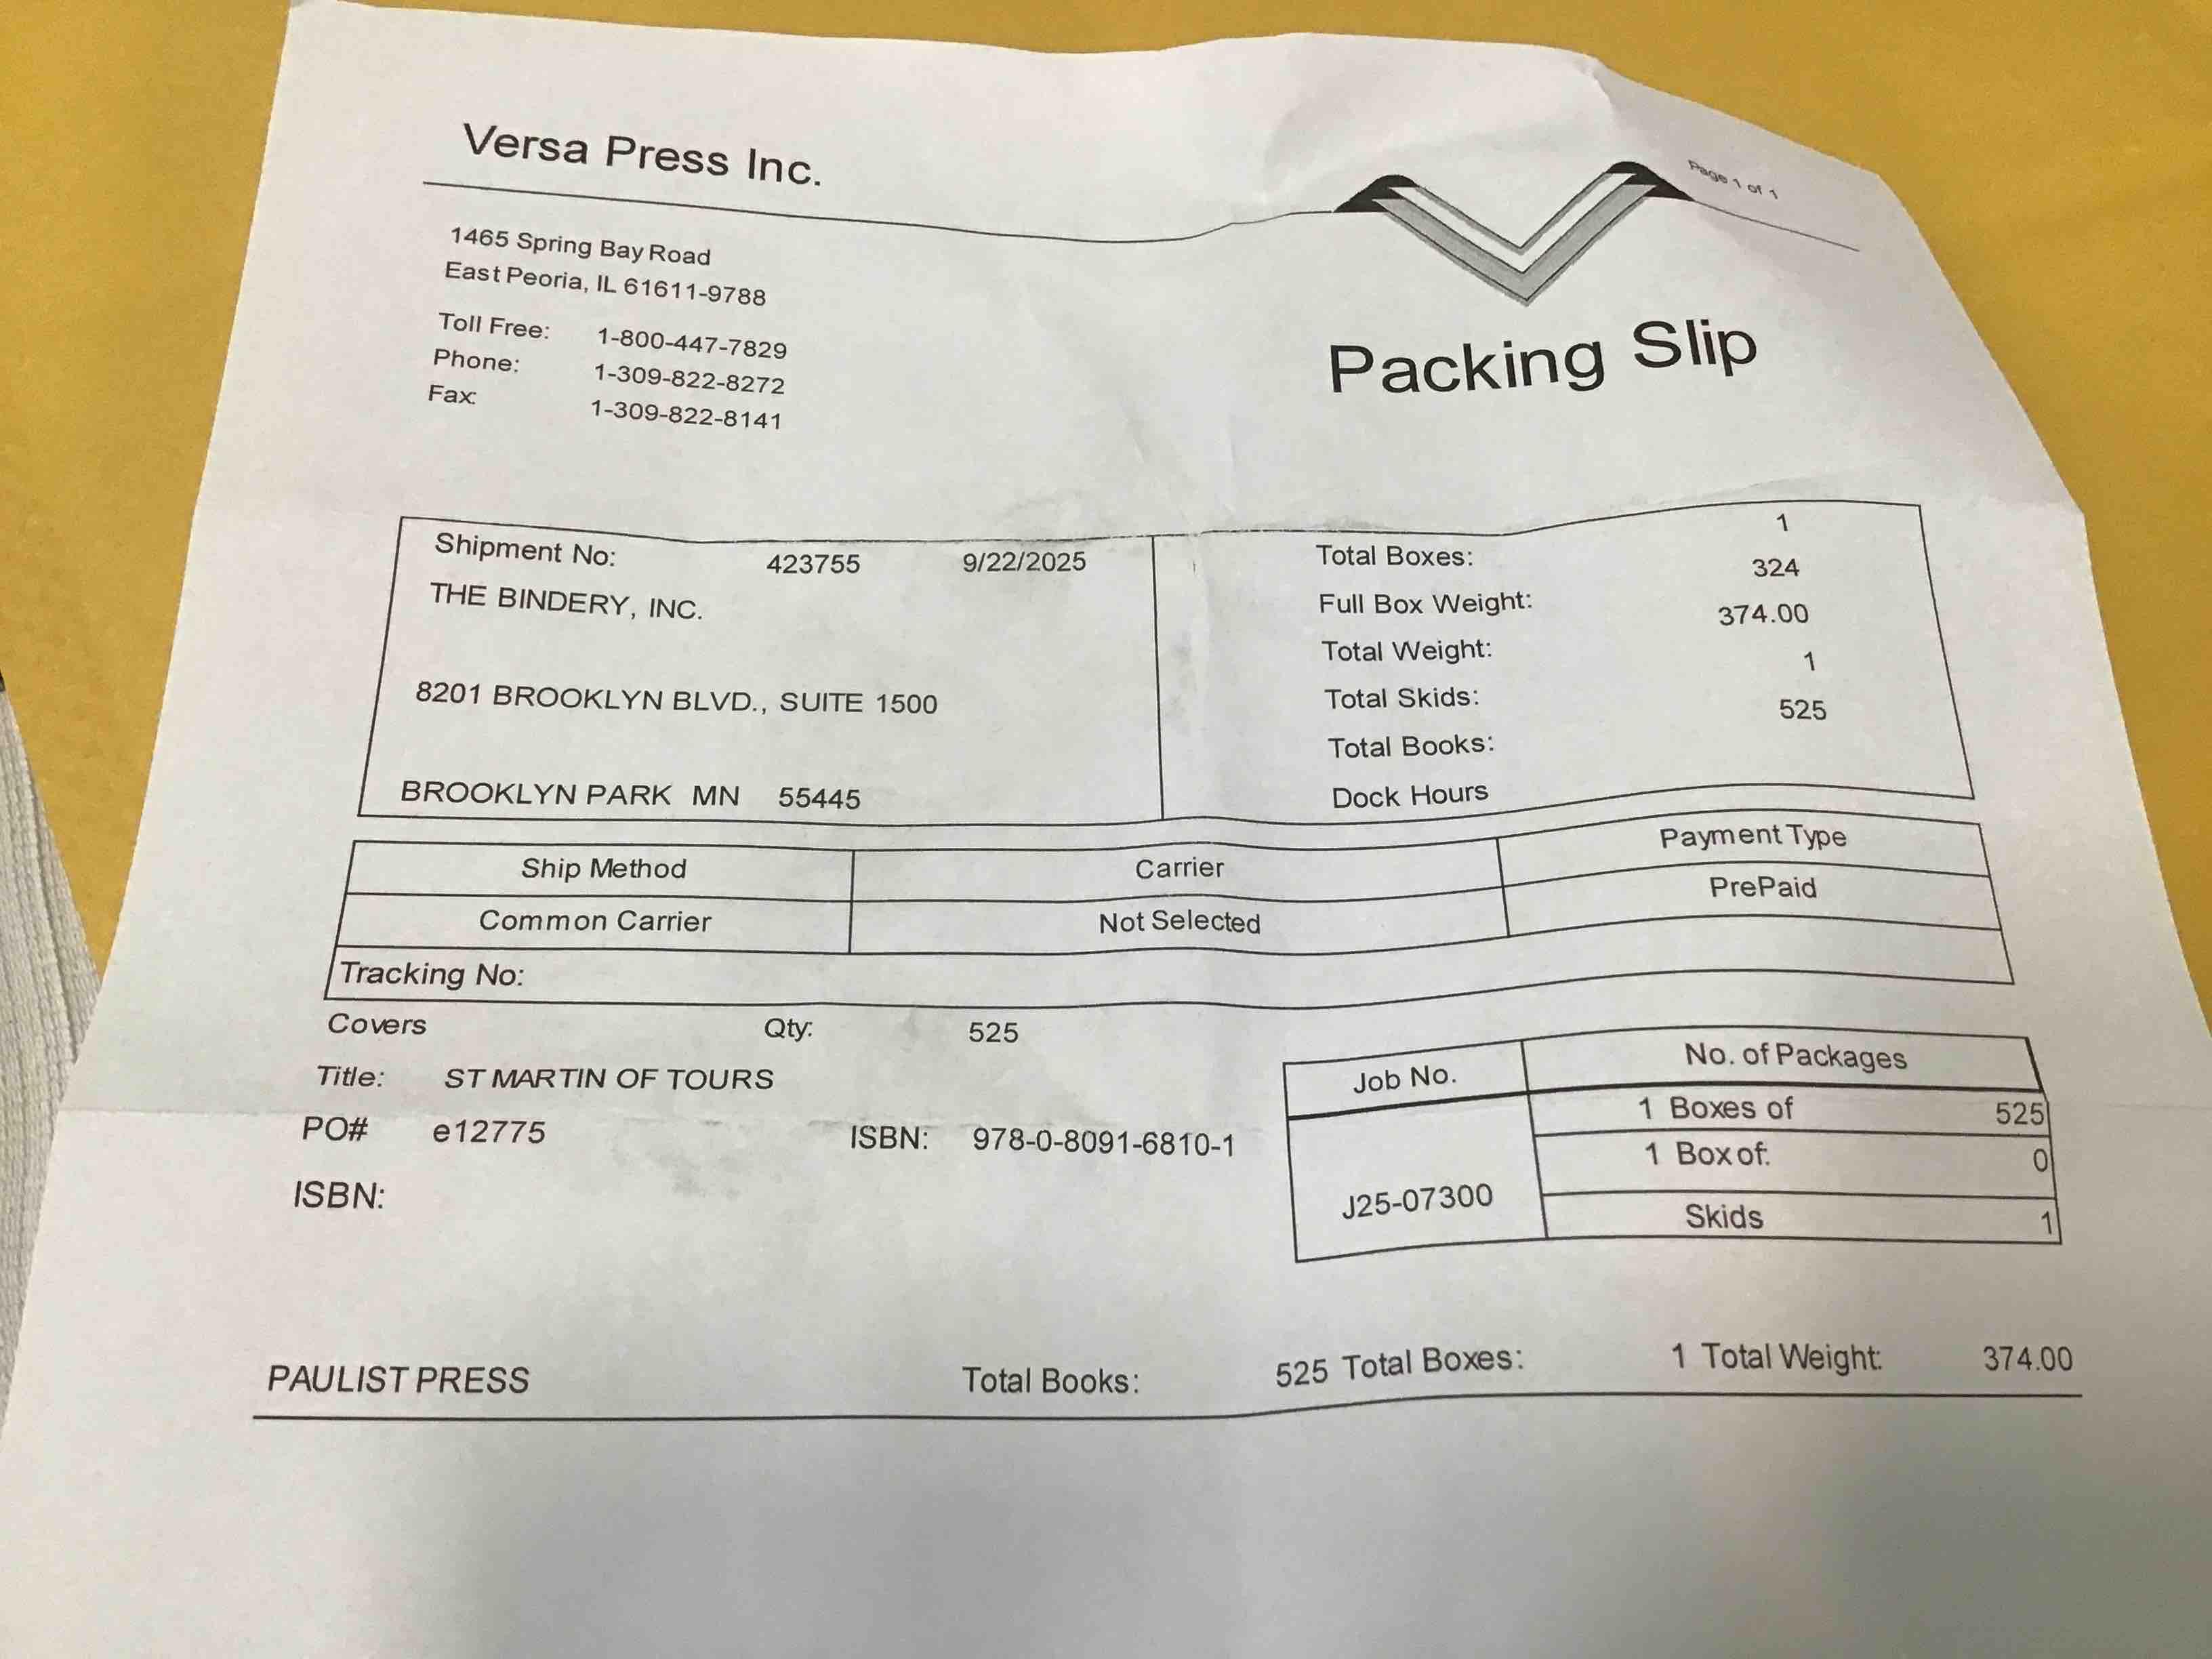 Page 1 of 1
Versa Press Inc.
1465 Spring Bay Road
East Peoria, IL 61611-9788
Toll Free: 1-800-447-7829
Phone: 1-309-822-8272
Fax: 1-309-822-8141
Packing Slip
Shipment No: 423755 9/22/2025
THE BINDERY, INC.
8201 BROOKLYN BLVD., SUITE 1500
BROOKLYN PARK MN 55445
Total Boxes: 1
Full Box Weight: 324
Total Weight: 374.00
Total Skids: 1
Total Books: 525
Dock Hours
Ship Method Carrier Payment Type
Common Carrier Not Selected PrePaid
Tracking No:
Covers Qty: 525
Title: ST MARTIN OF TOURS
PO# e12775 ISBN: 978-0-8091-6810-1
ISBN:
Job No. No. of Packages
J25-07300
1 Boxes of 525
1 Box of: 0
Skids 1
PAULIST PRESS Total Books: 525 Total Boxes: 1 Total Weight: 374.00